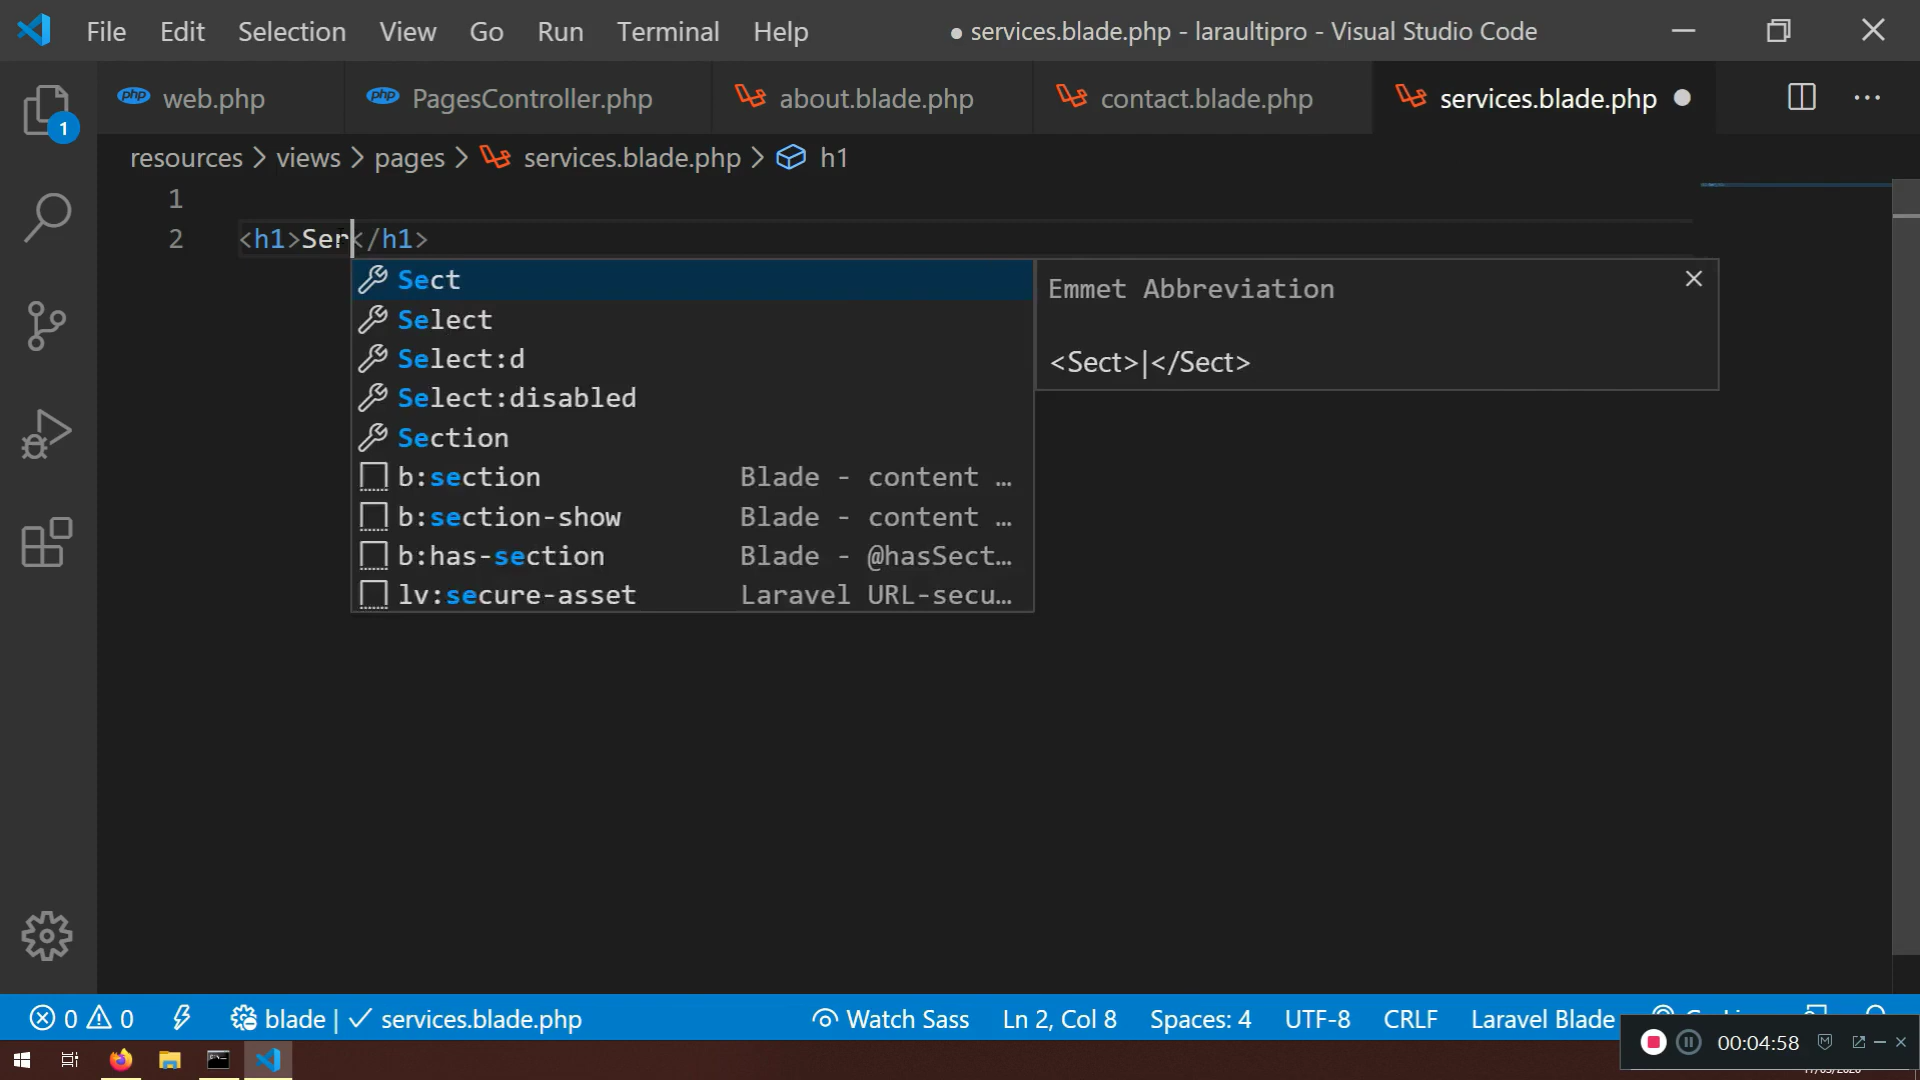 File Edit Selection View Go Run Terminal Help ● services.blade.php - laraultipro - Visual Studio Code
php web.php php PagesController.php about.blade.php contact.blade.php services.blade.php ● ...
1
resources > views > pages > services.blade.php > h1
1
2 <h1>Ser</h1>
Sect
Select
Select:d
Select:disabled
Section
b:section Blade - content …
b:section-show Blade - content …
b:has-section Blade - @hasSect…
lv:secure-asset Laravel URL-secu…
Emmet Abbreviation
<Sect>|</Sect>
0 0 blade | ✓ services.blade.php Watch Sass Ln 2, Col 8 Spaces: 4 UTF-8 CRLF Laravel Blade
00:04:58